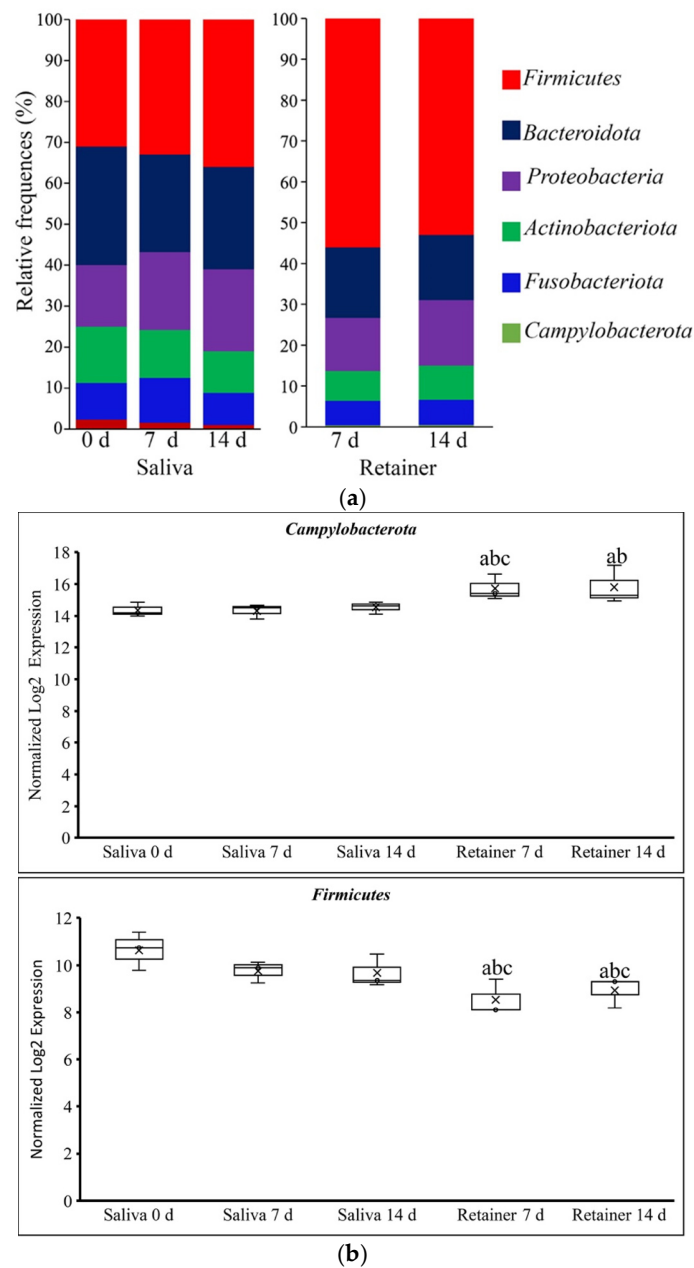 100
90
80
70
60
50
40
30
20
10
0
Relative frequences (%)
0 d 7 d 14 d
Saliva
100
90
80
70
60
50
40
30
20
10
0
7 d 14 d
Retainer
Firmicutes
Bacteroidota
Proteobacteria
Actinobacteriota
Fusobacteriota
Campylobacterota
(a)
Campylobacterota
Normalized Log2 Expression
18
16
14
12
10
8
6
4
2
0
abc ab
Saliva 0 d Saliva 7 d Saliva 14 d Retainer 7 d Retainer 14 d
Firmicutes
Normalized Log2 Expression
12
10
8
6
4
2
0
abc abc
Saliva 0 d Saliva 7 d Saliva 14 d Retainer 7 d Retainer 14 d
(b)